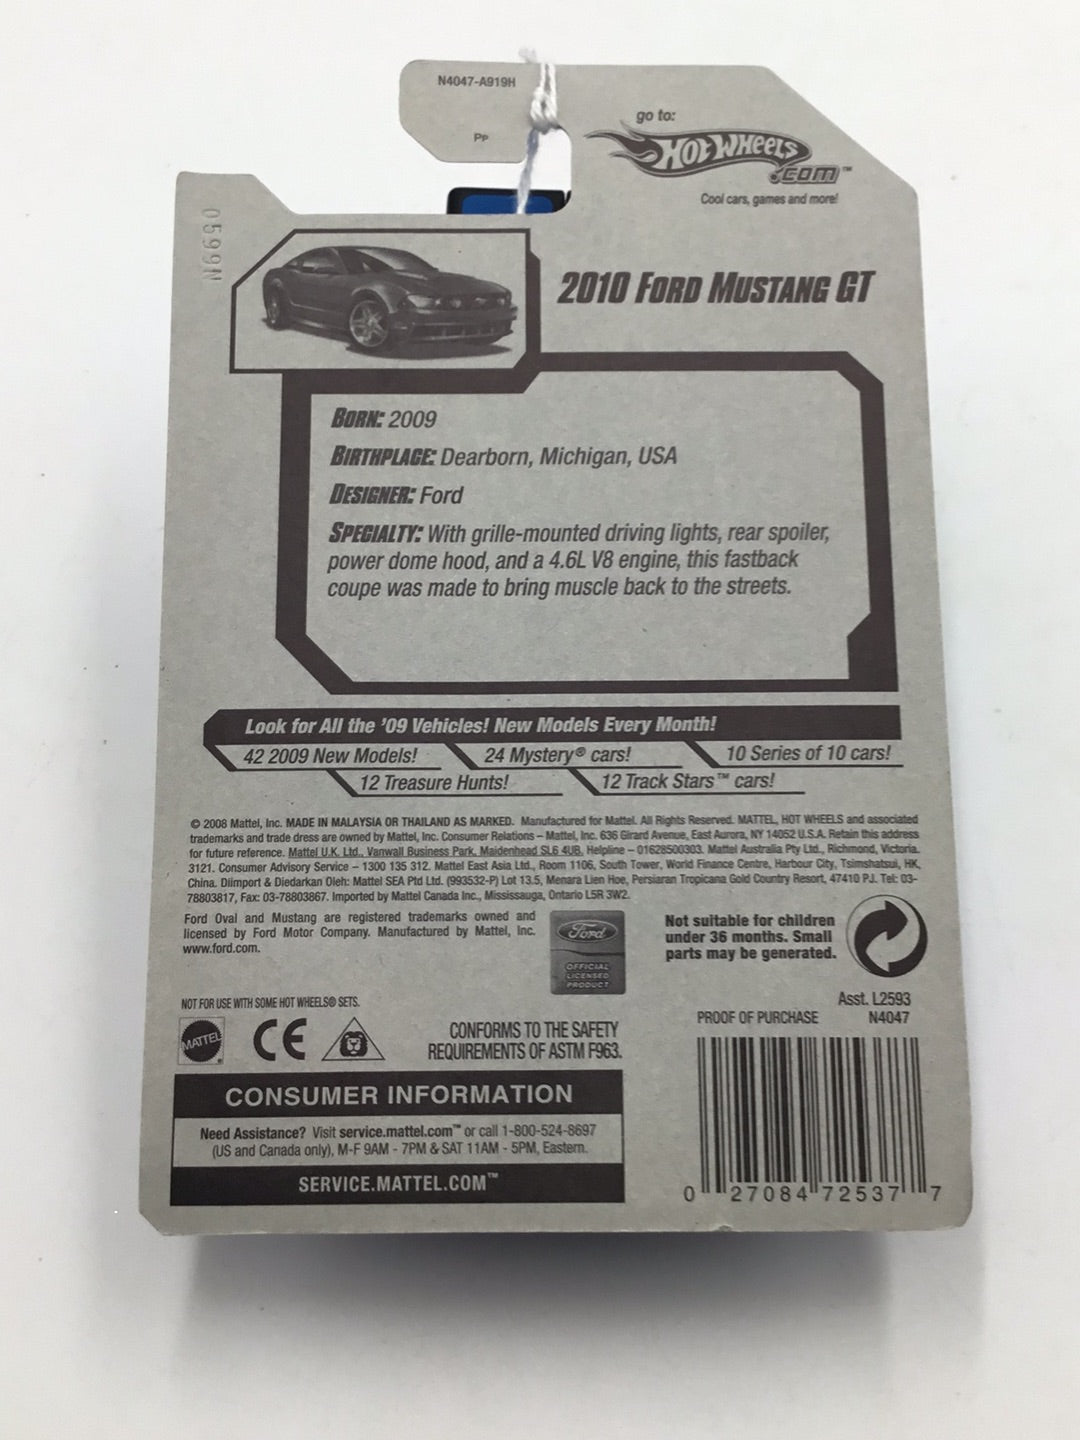 N4047-A919H
Pp
go to:
HOT WHEELS
.COM™
Cool cars, games and more!
0599N
2010 FORD MUSTANG GT
BORN: 2009
BIRTHPLACE: Dearborn, Michigan, USA
DESIGNER: Ford
SPECIALTY: With grille-mounted driving lights, rear spoiler,
power dome hood, and a 4.6L V8 engine, this fastback
coupe was made to bring muscle back to the streets.
Look for All the '09 Vehicles! New Models Every Month!
42 2009 New Models! 24 Mystery® cars! 10 Series of 10 cars!
12 Treasure Hunts! 12 Track Stars™ cars!
© 2008 Mattel, Inc. MADE IN MALAYSIA OR THAILAND AS MARKED. Manufactured for Mattel. All Rights Reserved. MATTEL, HOT WHEELS and associated
trademarks and trade dress are owned by Mattel, Inc. Consumer Relations – Mattel, Inc. 636 Girard Avenue, East Aurora, NY 14052 U.S.A. Retain this address
for future reference. Mattel U.K. Ltd., Vanwall Business Park, Maidenhead SL6 4UB. Helpline – 01628500303. Mattel Australia Pty Ltd., Richmond, Victoria.
3121. Consumer Advisory Service – 1300 135 312. Mattel East Asia Ltd., Room 1106, South Tower, World Finance Centre, Harbour City, Tsimshatsui, HK,
China. Diimport & Diedarkan Oleh: Mattel SEA Ptd Ltd. (993532-P) Lot 13.5, Menara Lien Hoe, Persiaran Tropicana Gold Country Resort, 47410 PJ. Tel: 03-
78803817, Fax: 03-78803867. Imported by Mattel Canada Inc., Mississauga, Ontario L5R 3W2.
Ford Oval and Mustang are registered trademarks owned and
licensed by Ford Motor Company. Manufactured by Mattel, Inc.
www.ford.com.
Ford
OFFICIAL
LICENSED
PRODUCT
Not suitable for children
under 36 months. Small
parts may be generated.
NOT FOR USE WITH SOME HOT WHEELS® SETS.
Asst. L2593
PROOF OF PURCHASE N4047
MATTEL®
CE
CONFORMS TO THE SAFETY
REQUIREMENTS OF ASTM F963.
CONSUMER INFORMATION
Need Assistance? Visit service.mattel.com™ or call 1-800-524-8697
(US and Canada only), M-F 9AM - 7PM & SAT 11AM - 5PM, Eastern.
SERVICE.MATTEL.COM™
0 27084 72537 7